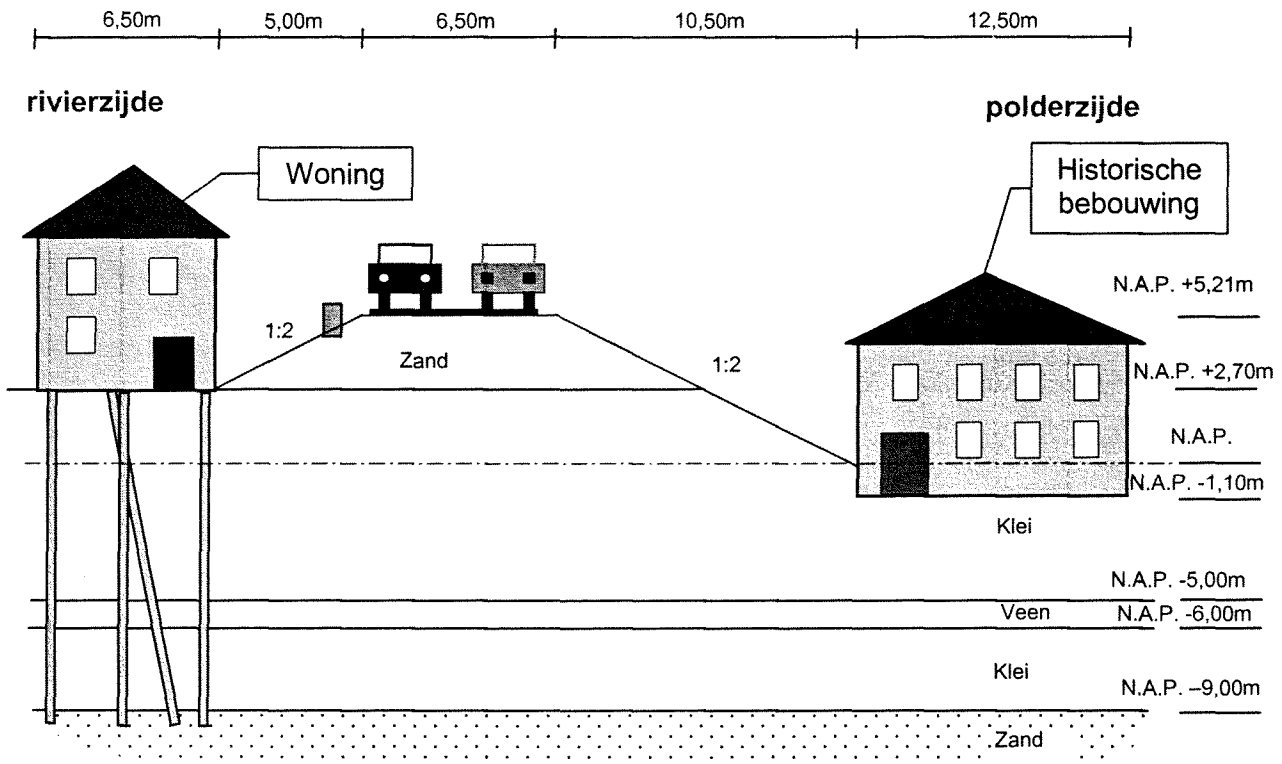 6,50m 5,00m 6,50m 10,50m 12,50m
rivierzijde polderzijde
Woning
Historische
bebouwing
N.A.P. +5,21m
1:2
Zand
1:2
N.A.P. +2,70m
N.A.P.
N.A.P. -1,10m
Klei
N.A.P. -5,00m
Veen N.A.P. -6,00m
Klei
N.A.P. –9,00m
Zand